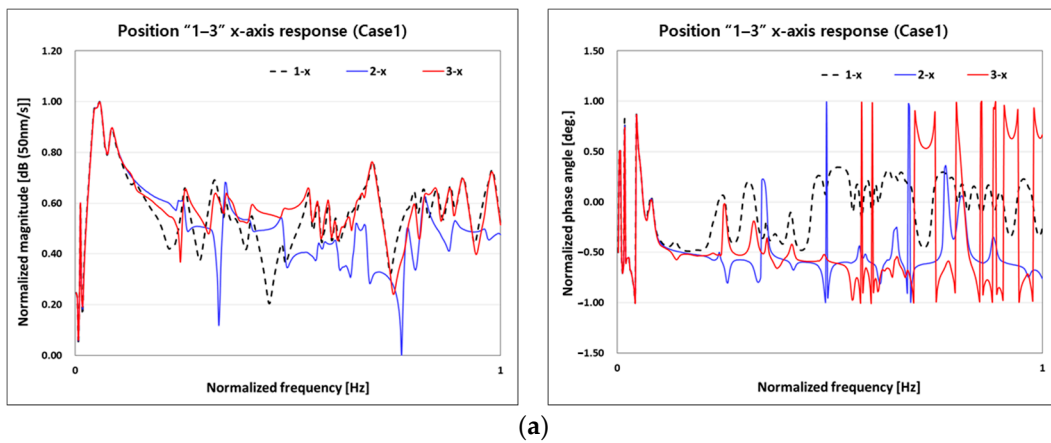 Position “1–3” x-axis response (Case1)
1-x 2-x 3-x
Normalized magnitude [dB (50nm/s]]
1.20
1.00
0.80
0.60
0.40
0.20
0.00
0 1
Normalized frequency [Hz]
Position “1–3” x-axis response (Case1)
1-x 2-x 3-x
Normalized phase angle [deg.]
1.50
1.00
0.50
0.00
−0.50
−1.00
−1.50
0 1
Normalized frequency [Hz]
(a)